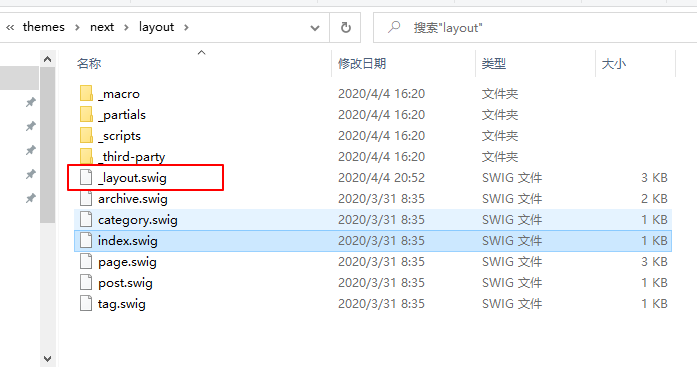 « themes › next › layout › 搜索"layout"
名称 修改日期 类型 大小
_macro 2020/4/4 16:20 文件夹
_partials 2020/4/4 16:20 文件夹
_scripts 2020/4/4 16:20 文件夹
_third-party 2020/4/4 16:20 文件夹
_layout.swig 2020/4/4 20:52 SWIG 文件 3 KB
archive.swig 2020/3/31 8:35 SWIG 文件 2 KB
category.swig 2020/3/31 8:35 SWIG 文件 1 KB
index.swig 2020/3/31 8:35 SWIG 文件 1 KB
page.swig 2020/3/31 8:35 SWIG 文件 3 KB
post.swig 2020/3/31 8:35 SWIG 文件 1 KB
tag.swig 2020/3/31 8:35 SWIG 文件 1 KB